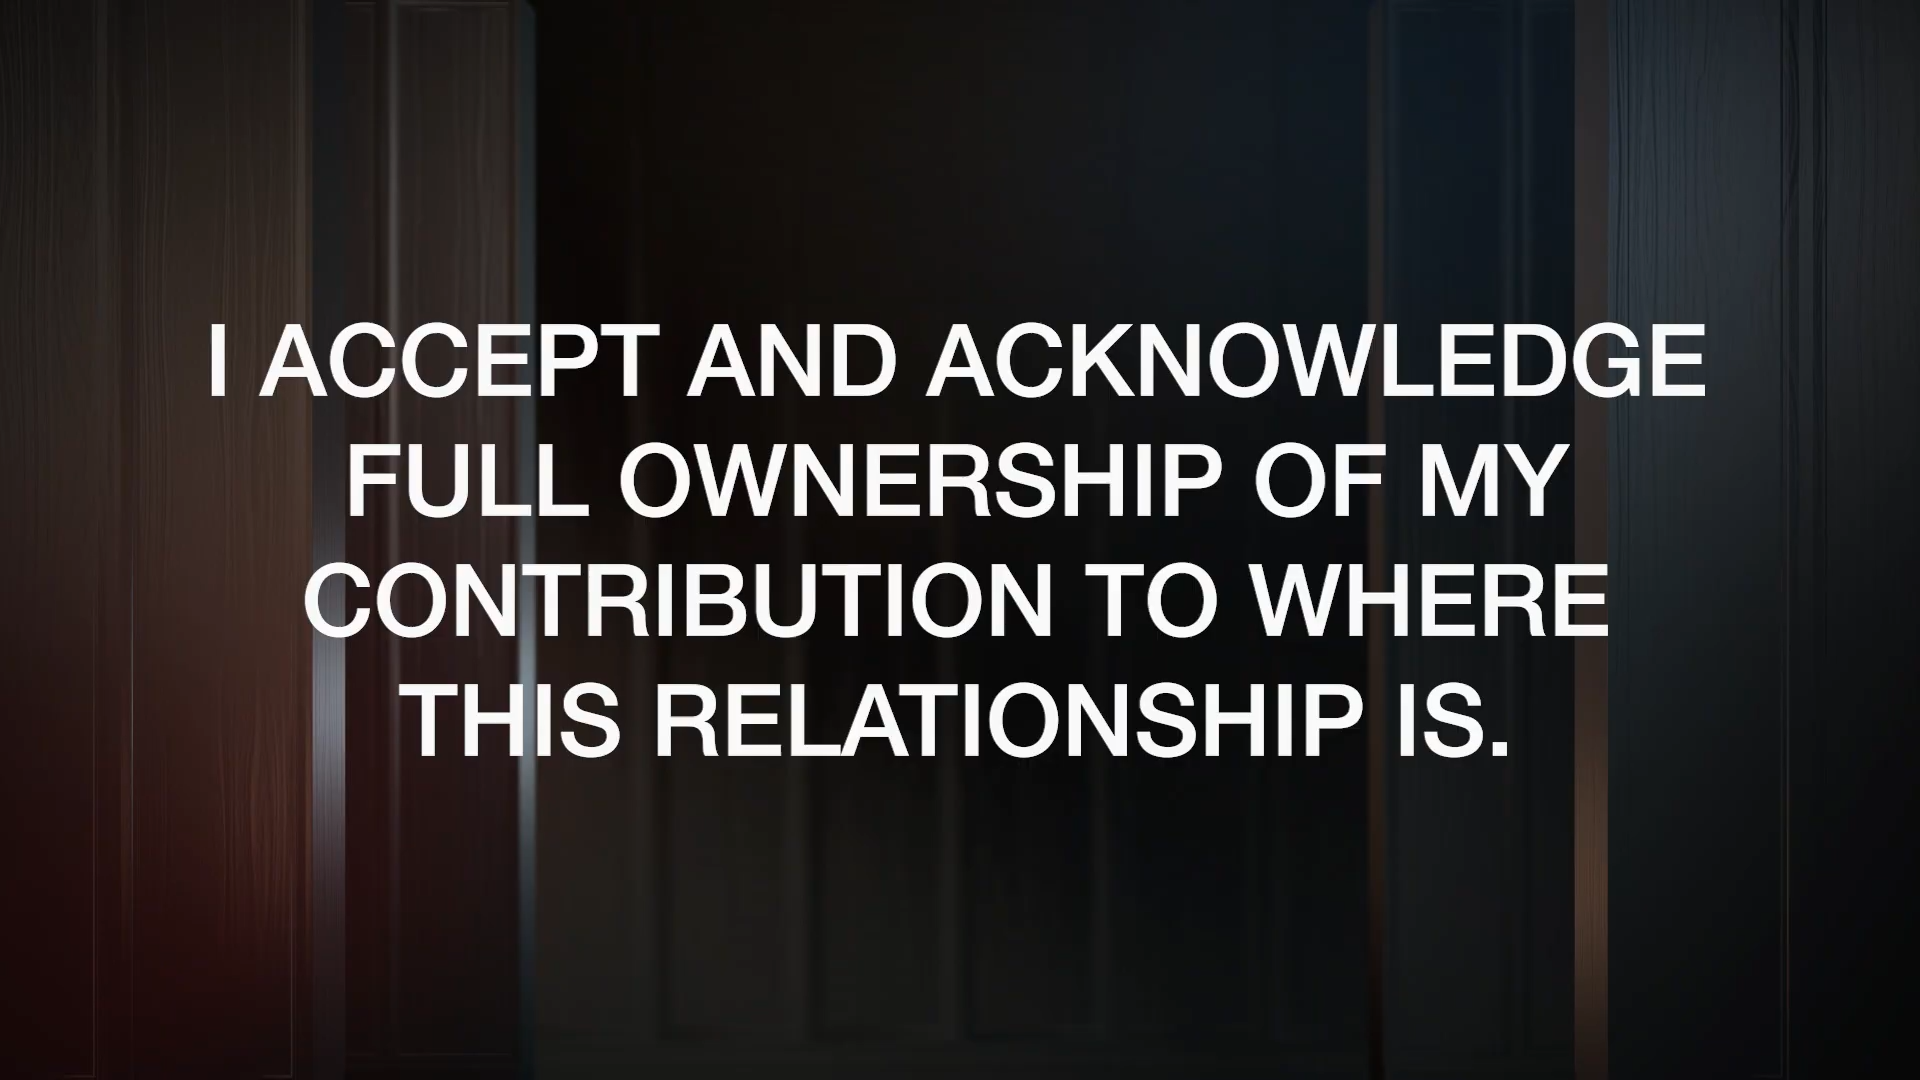 I ACCEPT AND ACKNOWLEDGE
FULL OWNERSHIP OF MY
CONTRIBUTION TO WHERE
THIS RELATIONSHIP IS.